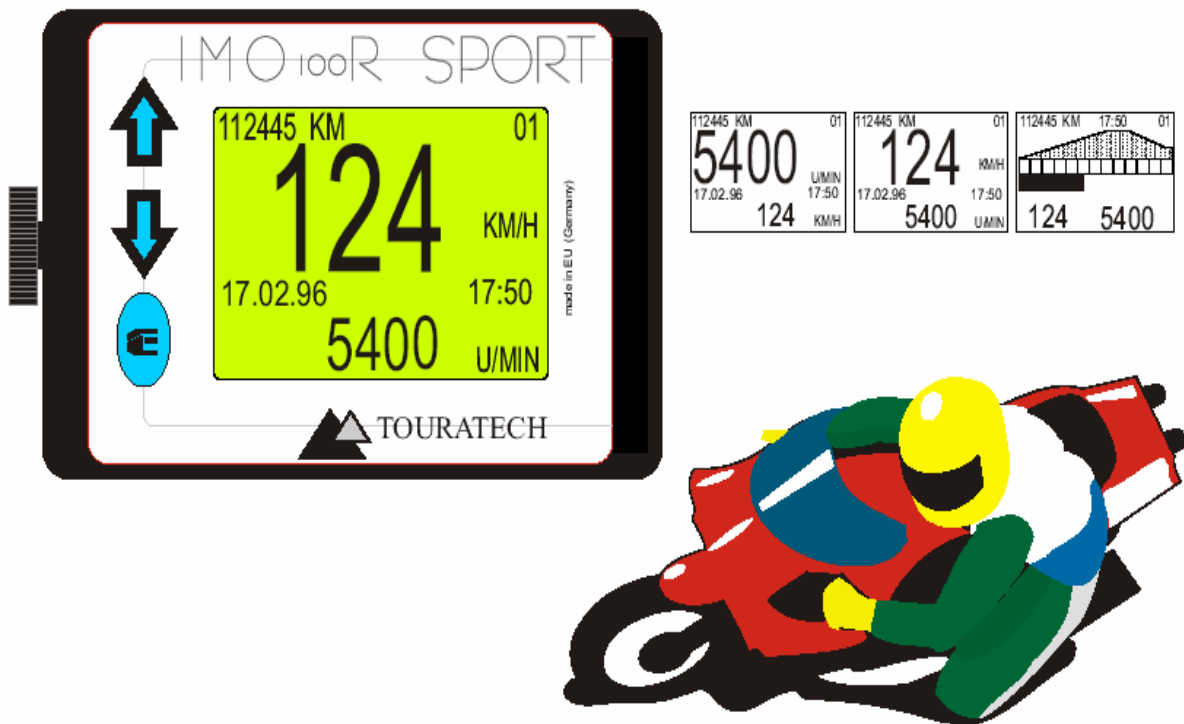 IMO 100R SPORT
112445 KM 01
124 KM/H
17.02.96 17:50
5400 U/MIN
made in EU (Germany)
TOURATECH
112445 KM 01
5400 U/MIN
17.02.96 17:50
124 KM/H
112445 KM 01
124 KM/H
17.02.96 17:50
5400 U/MIN
112445 KM 17:50 01
124 5400